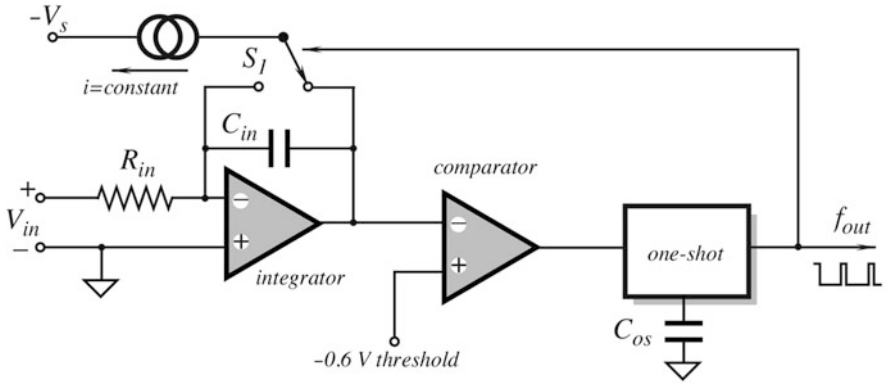 –Vs
i=constant
S1
Cin
Rin
+
Vin
–
–
+
integrator
comparator
–
+
–0.6 V threshold
one-shot
Cos
fout